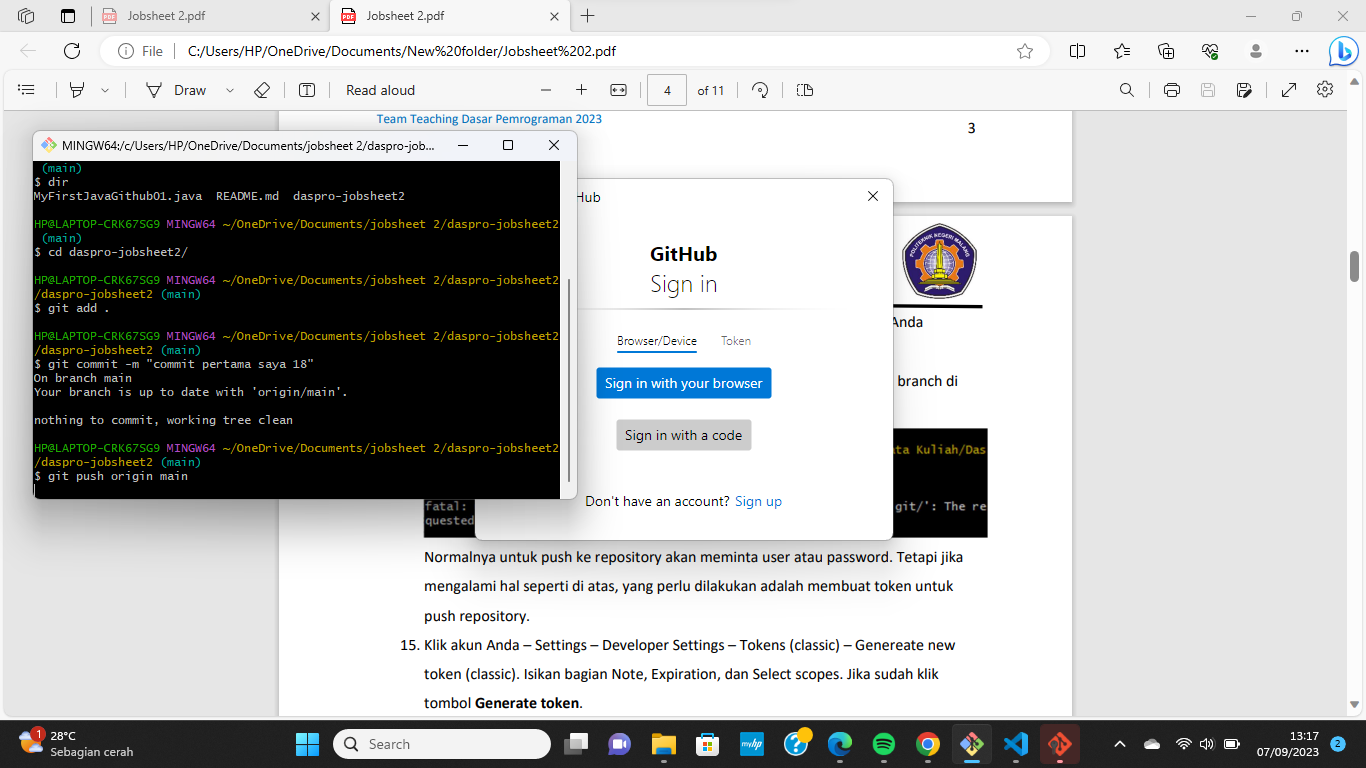 Jobsheet 2.pdf
Jobsheet 2.pdf
File
C:/Users/HP/OneDrive/Documents/New%20folder/Jobsheet%202.pdf
Draw
Read aloud
4
of 11
Team Teaching Dasar Pemrograman 2023
3
MINGW64:/c/Users/HP/OneDrive/Documents/jobsheet 2/daspro-job...
(main)
$ dir
MyFirstJavaGithub01.java README.md daspro-jobsheet2
HP@LAPTOP-CRK67SG9 MINGW64 ~/OneDrive/Documents/jobsheet 2/daspro-jobsheet2
(main)
$ cd daspro-jobsheet2/
HP@LAPTOP-CRK67SG9 MINGW64 ~/OneDrive/Documents/jobsheet 2/daspro-jobsheet2
/daspro-jobsheet2 (main)
$ git add .
HP@LAPTOP-CRK67SG9 MINGW64 ~/OneDrive/Documents/jobsheet 2/daspro-jobsheet2
/daspro-jobsheet2 (main)
$ git commit -m "commit pertama saya 18"
On branch main
Your branch is up to date with 'origin/main'.
nothing to commit, working tree clean
HP@LAPTOP-CRK67SG9 MINGW64 ~/OneDrive/Documents/jobsheet 2/daspro-jobsheet2
/daspro-jobsheet2 (main)
$ git push origin main
Hub
GitHub
Sign in
Browser/Device
Token
Sign in with your browser
Sign in with a code
Don't have an account? Sign up
POLITEKNIK NEGERI MALANG
Anda
branch di
ata Kuliah/Das
fatal:
git/': The re
quested
Normalnya untuk push ke repository akan meminta user atau password. Tetapi jika
mengalami hal seperti di atas, yang perlu dilakukan adalah membuat token untuk
push repository.
15. Klik akun Anda – Settings – Developer Settings – Tokens (classic) – Genereate new
token (classic). Isikan bagian Note, Expiration, dan Select scopes. Jika sudah klik
tombol Generate token.
1
28°C
Sebagian cerah
Search
myhp
13:17
07/09/2023
2